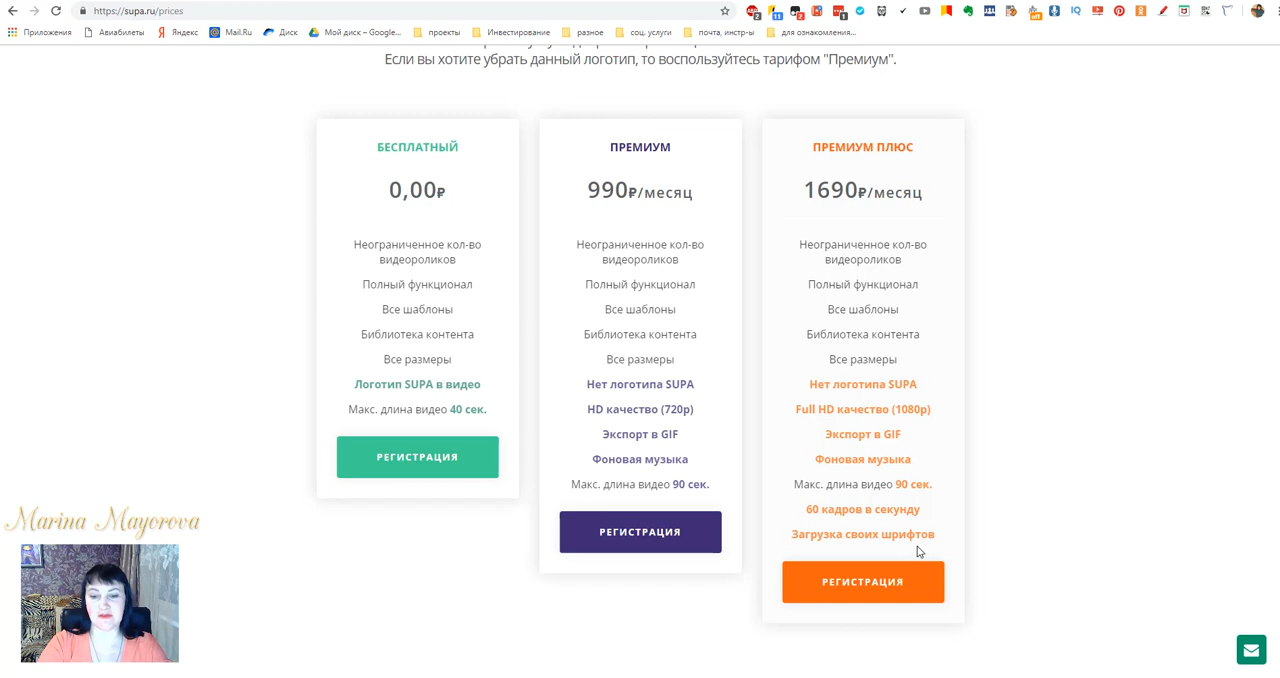 https://supa.ru/prices
Приложения
Авиабилеты
Яндекс
Mail.Ru
Диск
Мой диск – Google...
проекты
Инвестирование
разное
соц. услуги
почта, инстр-ы
для ознакомления...
Если вы хотите убрать данный логотип, то воспользуйтесь тарифом "Премиум".
БЕСПЛАТНЫЙ
0,00₽
Неограниченное кол-во
видеороликов
Полный функционал
Все шаблоны
Библиотека контента
Все размеры
Логотип SUPA в видео
Макс. длина видео 40 сек.
РЕГИСТРАЦИЯ
ПРЕМИУМ
990₽/месяц
Неограниченное кол-во
видеороликов
Полный функционал
Все шаблоны
Библиотека контента
Все размеры
Нет логотипа SUPA
HD качество (720p)
Экспорт в GIF
Фоновая музыка
Макс. длина видео 90 сек.
РЕГИСТРАЦИЯ
ПРЕМИУМ ПЛЮС
1690₽/месяц
Неограниченное кол-во
видеороликов
Полный функционал
Все шаблоны
Библиотека контента
Все размеры
Нет логотипа SUPA
Full HD качество (1080p)
Экспорт в GIF
Фоновая музыка
Макс. длина видео 90 сек.
60 кадров в секунду
Загрузка своих шрифтов
РЕГИСТРАЦИЯ
Marina Mayorova